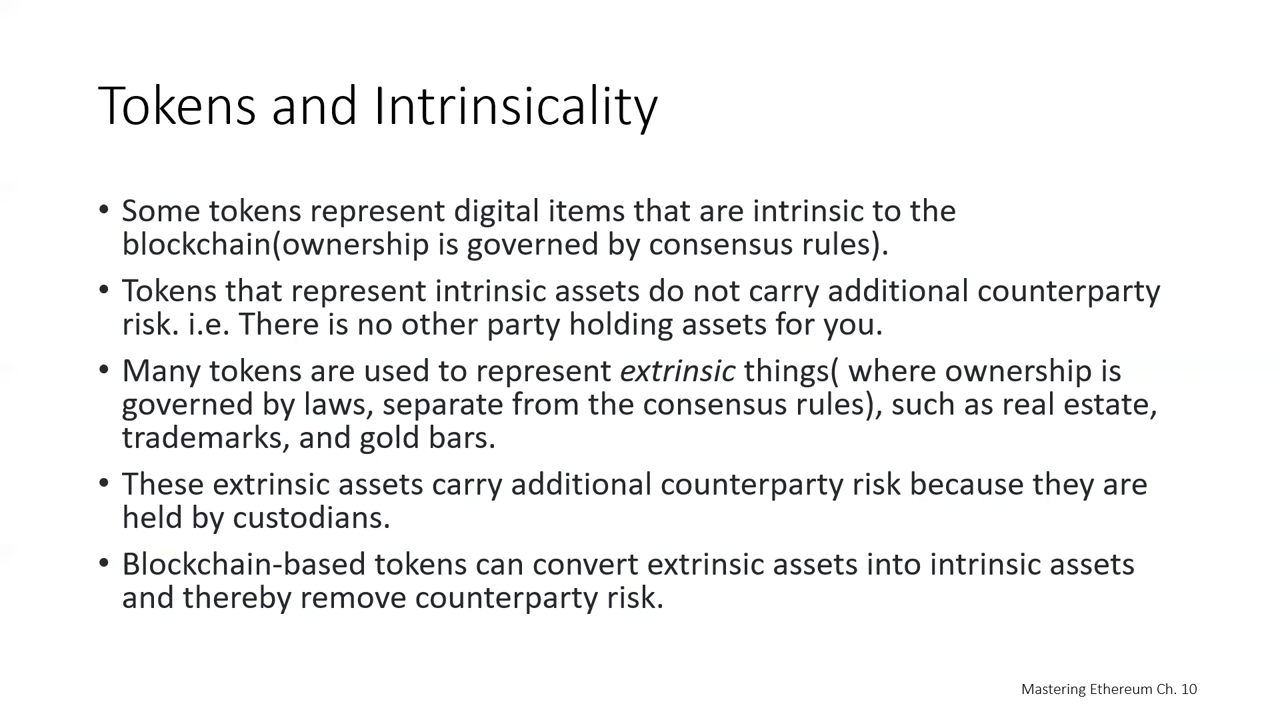 Tokens and Intrinsicality
• Some tokens represent digital items that are intrinsic to the
blockchain(ownership is governed by consensus rules).
• Tokens that represent intrinsic assets do not carry additional counterparty
risk. i.e. There is no other party holding assets for you.
• Many tokens are used to represent extrinsic things( where ownership is
governed by laws, separate from the consensus rules), such as real estate,
trademarks, and gold bars.
• These extrinsic assets carry additional counterparty risk because they are
held by custodians.
• Blockchain-based tokens can convert extrinsic assets into intrinsic assets
and thereby remove counterparty risk.
Mastering Ethereum Ch. 10